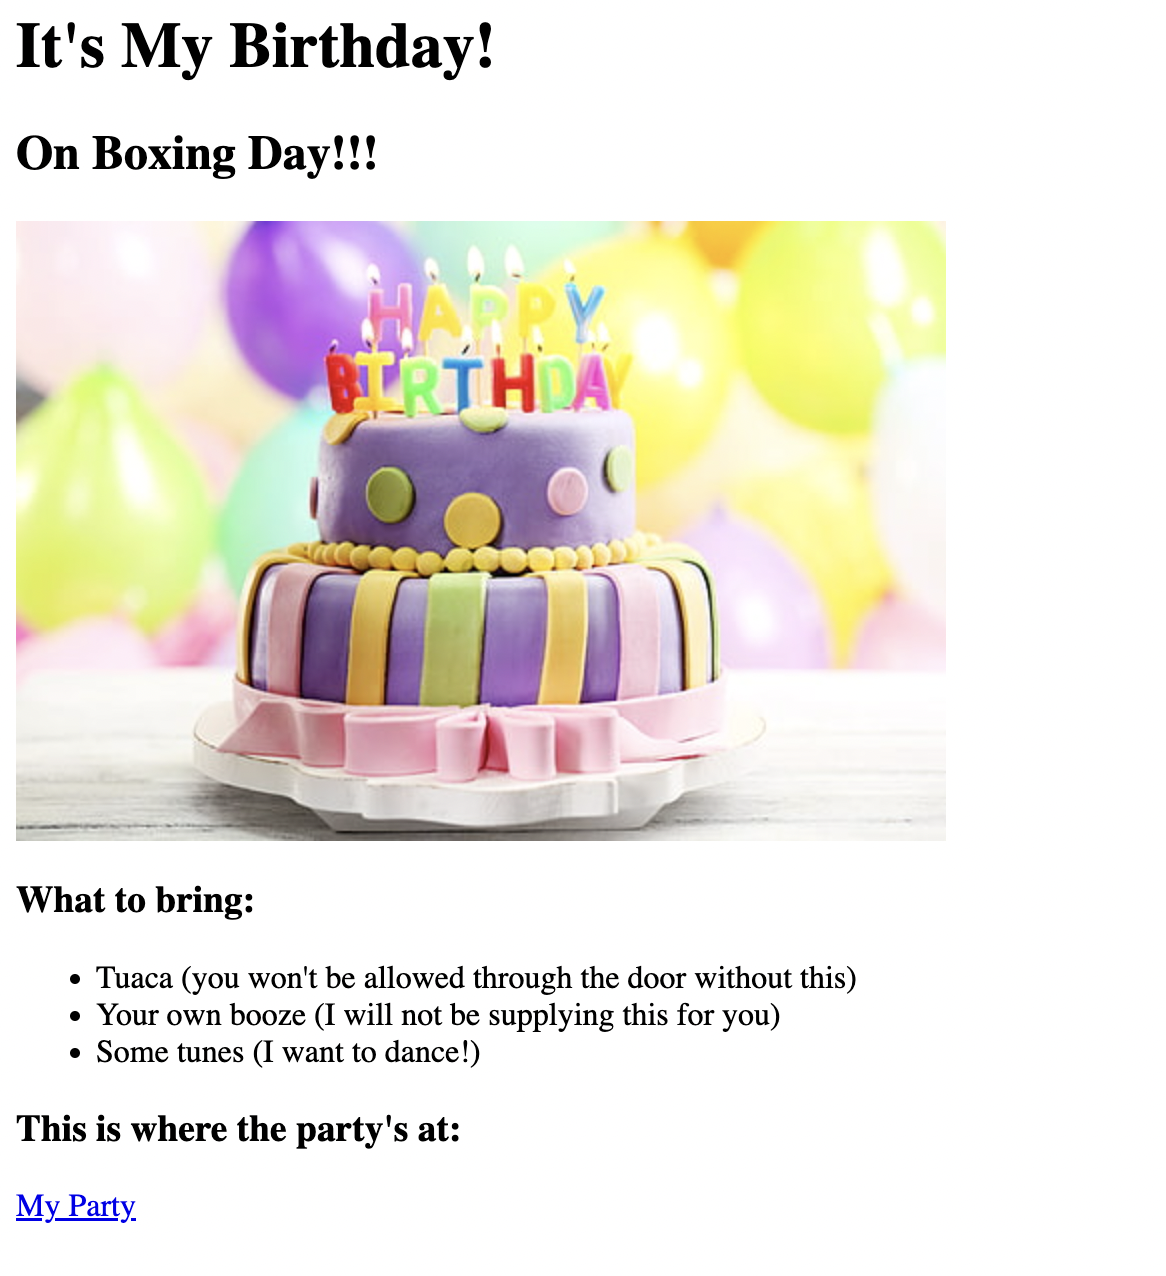 It's My Birthday!
On Boxing Day!!!
HAPPY
BIRTHDAY
What to bring:
Tuaca (you won't be allowed through the door without this)
Your own booze (I will not be supplying this for you)
Some tunes (I want to dance!)
This is where the party's at:
My Party